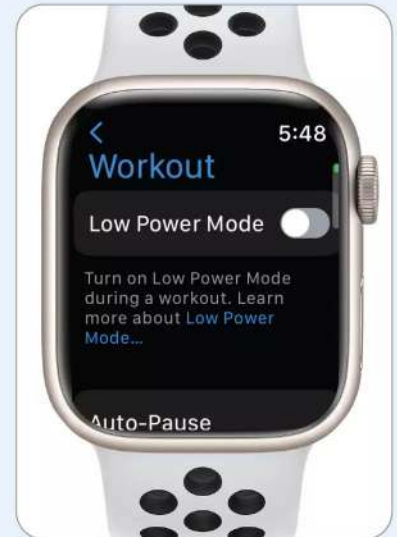 5:48
Workout
Low Power Mode
Turn on Low Power Mode
during a workout. Learn
more about Low Power
Mode...
Auto-Pause